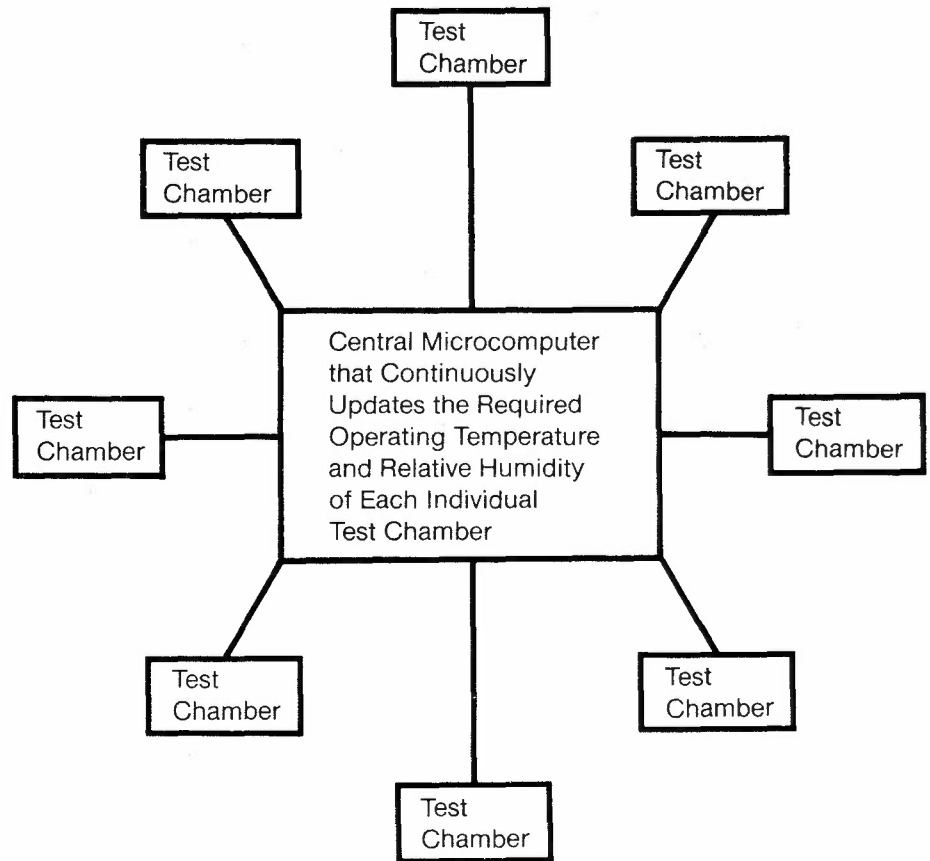 Test
Chamber
Test
Chamber
Test
Chamber
Central Microcomputer
that Continuously
Updates the Required
Operating Temperature
and Relative Humidity
of Each Individual
Test Chamber
Test
Chamber
Test
Chamber
Test
Chamber
Test
Chamber
Test
Chamber